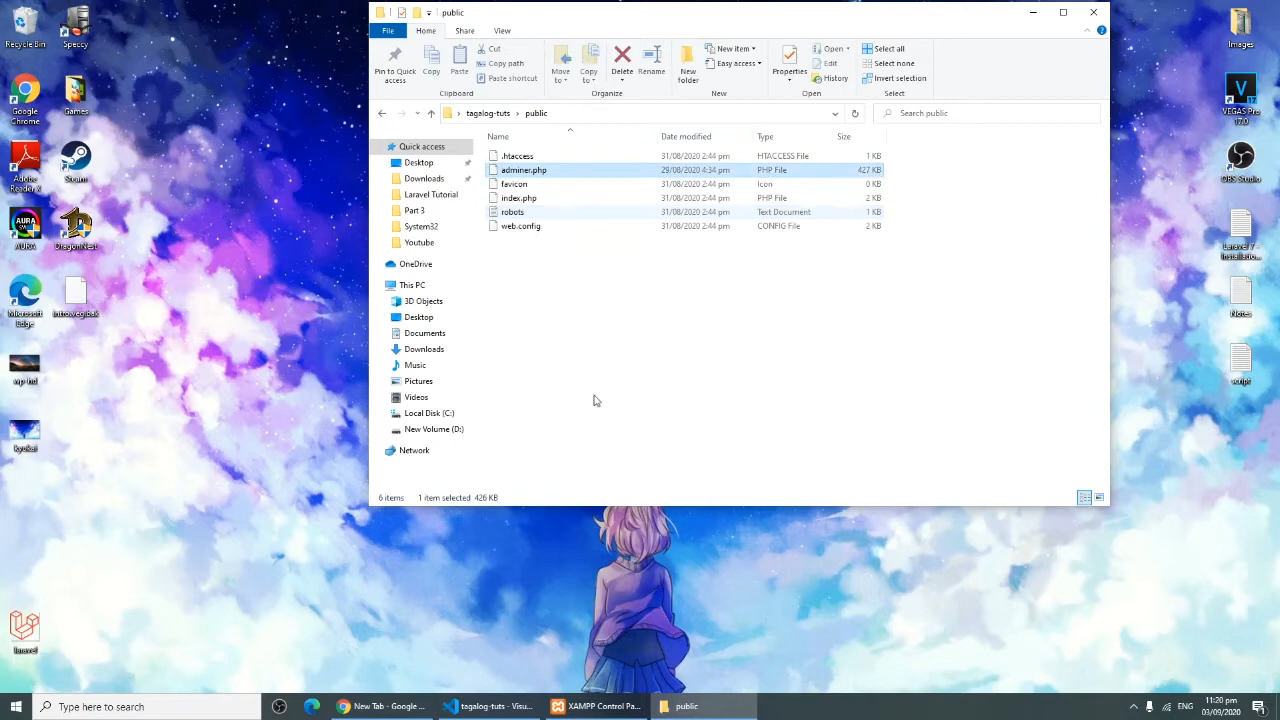 public
File Home Share View
Pin to Quick access
Copy
Paste
Cut
Copy path
Paste shortcut
Clipboard
Move to
Copy to
Delete
Rename
Organize
New folder
New item
Easy access
New
Properties
Open
Edit
History
Open
Select all
Select none
Invert selection
Select
tagalog-tuts > public
Search public
Name Date modified Type Size
.htaccess 31/08/2020 2:44 pm HTACCESS File 1 KB
adminer.php 29/08/2020 4:34 pm PHP File 427 KB
favicon 31/08/2020 2:44 pm Icon 0 KB
index.php 31/08/2020 2:44 pm PHP File 2 KB
robots 31/08/2020 2:44 pm Text Document 1 KB
web.config 31/08/2020 2:44 pm CONFIG File 2 KB
Quick access
Desktop
Downloads
Laravel Tutorial
Part 3
System32
Youtube
OneDrive
This PC
3D Objects
Desktop
Documents
Downloads
Music
Pictures
Videos
Local Disk (C:)
New Volume (D:)
Network
6 items 1 item selected 426 KB
Recycle Bin
Speccy
Google Chrome
Games
Adobe Reader X
Steam
AURA
AURA
DragonNest
Microsoft Edge
introvegibak
wp hd
laravel
Images
VEGAS Pro 17.0
OBS Studio
Laravel 7 - Installatio...
Notes
script
Type here to search
New Tab - Google ...
tagalog-tuts - Visu...
XAMPP Control Pa...
public
ENG
11:20 pm
03/09/2020